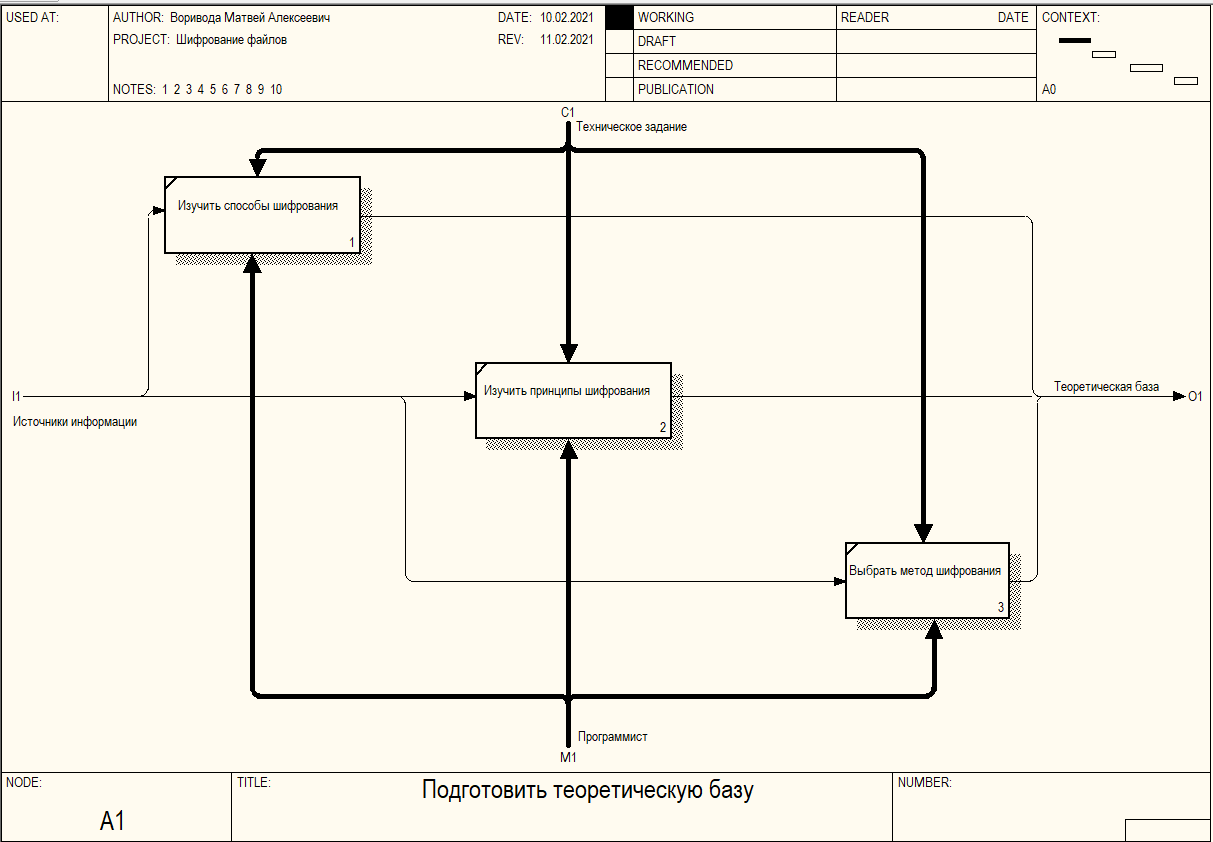 USED AT:
AUTHOR: Воривода Матвей Алексеевич
DATE: 10.02.2021
PROJECT: Шифрование файлов
REV: 11.02.2021
NOTES: 1 2 3 4 5 6 7 8 9 10
WORKING
DRAFT
RECOMMENDED
PUBLICATION
READER
DATE
CONTEXT:
A0
C1
Техническое задание
Изучить способы шифрования
1
Изучить принципы шифрования
2
I1
Источники информации
Теоретическая база
O1
Выбрать метод шифрования
3
Программист
M1
NODE:
A1
TITLE:
Подготовить теоретическую базу
NUMBER: